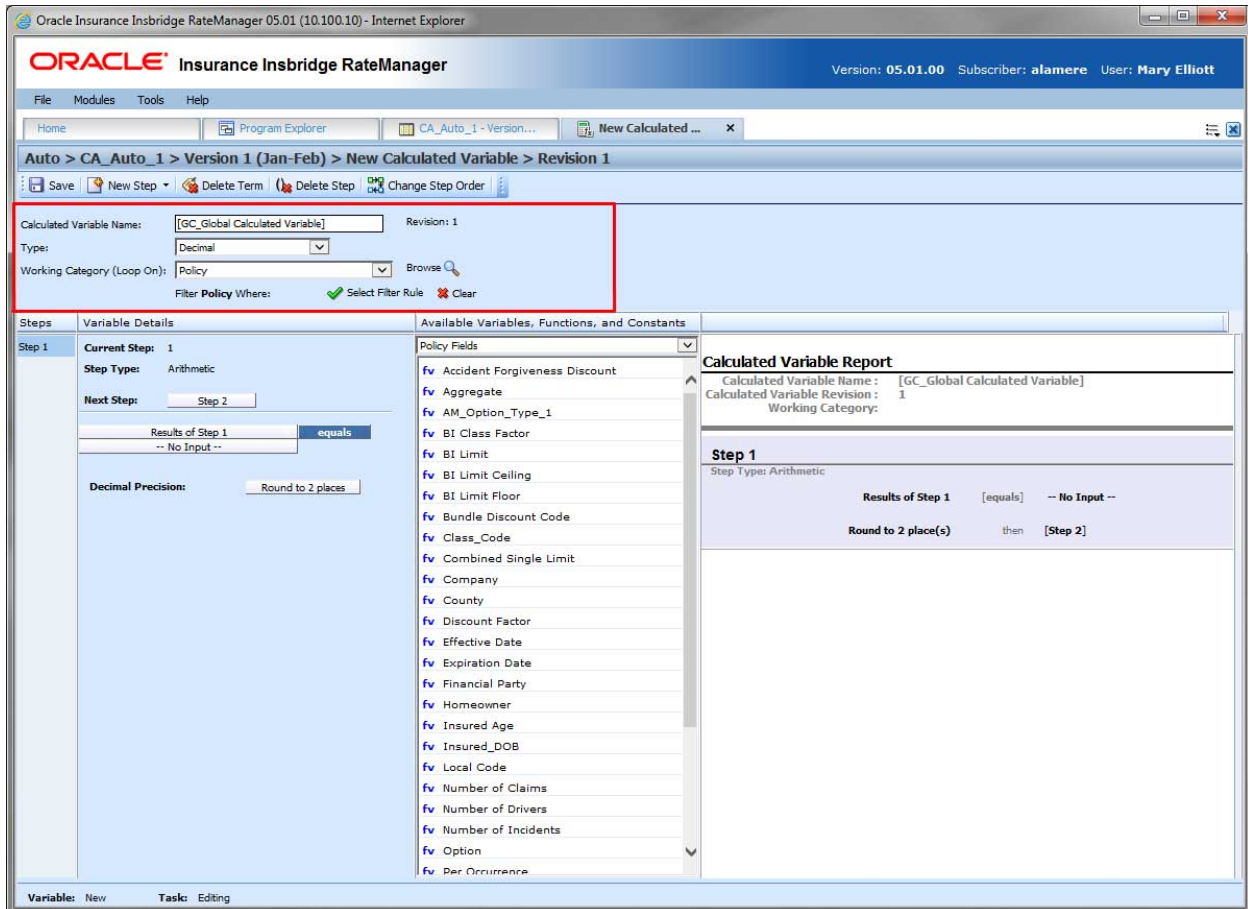 Oracle Insurance Insbridge RateManager 05.01 (10.100.10) - Internet Explorer
ORACLE Insurance Insbridge RateManager
Version: 05.01.00 Subscriber: alamere User: Mary Elliott
File Modules Tools Help
Home Program Explorer CA_Auto_1 - Version... New Calculated ... x
Auto > CA_Auto_1 > Version 1 (Jan-Feb) > New Calculated Variable > Revision 1
Save New Step Delete Term Delete Step Change Step Order
Calculated Variable Name: [GC_Global Calculated Variable] Revision: 1
Type: Decimal
Working Category (Loop On): Policy Browse
Filter Policy Where: Select Filter Rule Clear
Steps Variable Details Available Variables, Functions, and Constants
Step 1
Current Step: 1
Step Type: Arithmetic
Next Step: Step 2
Results of Step 1 equals
-- No Input --
Decimal Precision: Round to 2 places
Policy Fields
fv Accident Forgiveness Discount
fv Aggregate
fv AM_Option_Type_1
fv BI Class Factor
fv BI Limit
fv BI Limit Ceiling
fv BI Limit Floor
fv Bundle Discount Code
fv Class_Code
fv Combined Single Limit
fv Company
fv County
fv Discount Factor
fv Effective Date
fv Expiration Date
fv Financial Party
fv Homeowner
fv Insured Age
fv Insured_DOB
fv Local Code
fv Number of Claims
fv Number of Drivers
fv Number of Incidents
fv Option
fv Per Occurrence
Calculated Variable Report
Calculated Variable Name : [GC_Global Calculated Variable]
Calculated Variable Revision : 1
Working Category:
Step 1
Step Type: Arithmetic
Results of Step 1 [equals] -- No Input --
Round to 2 place(s) then [Step 2]
Variable: New Task: Editing